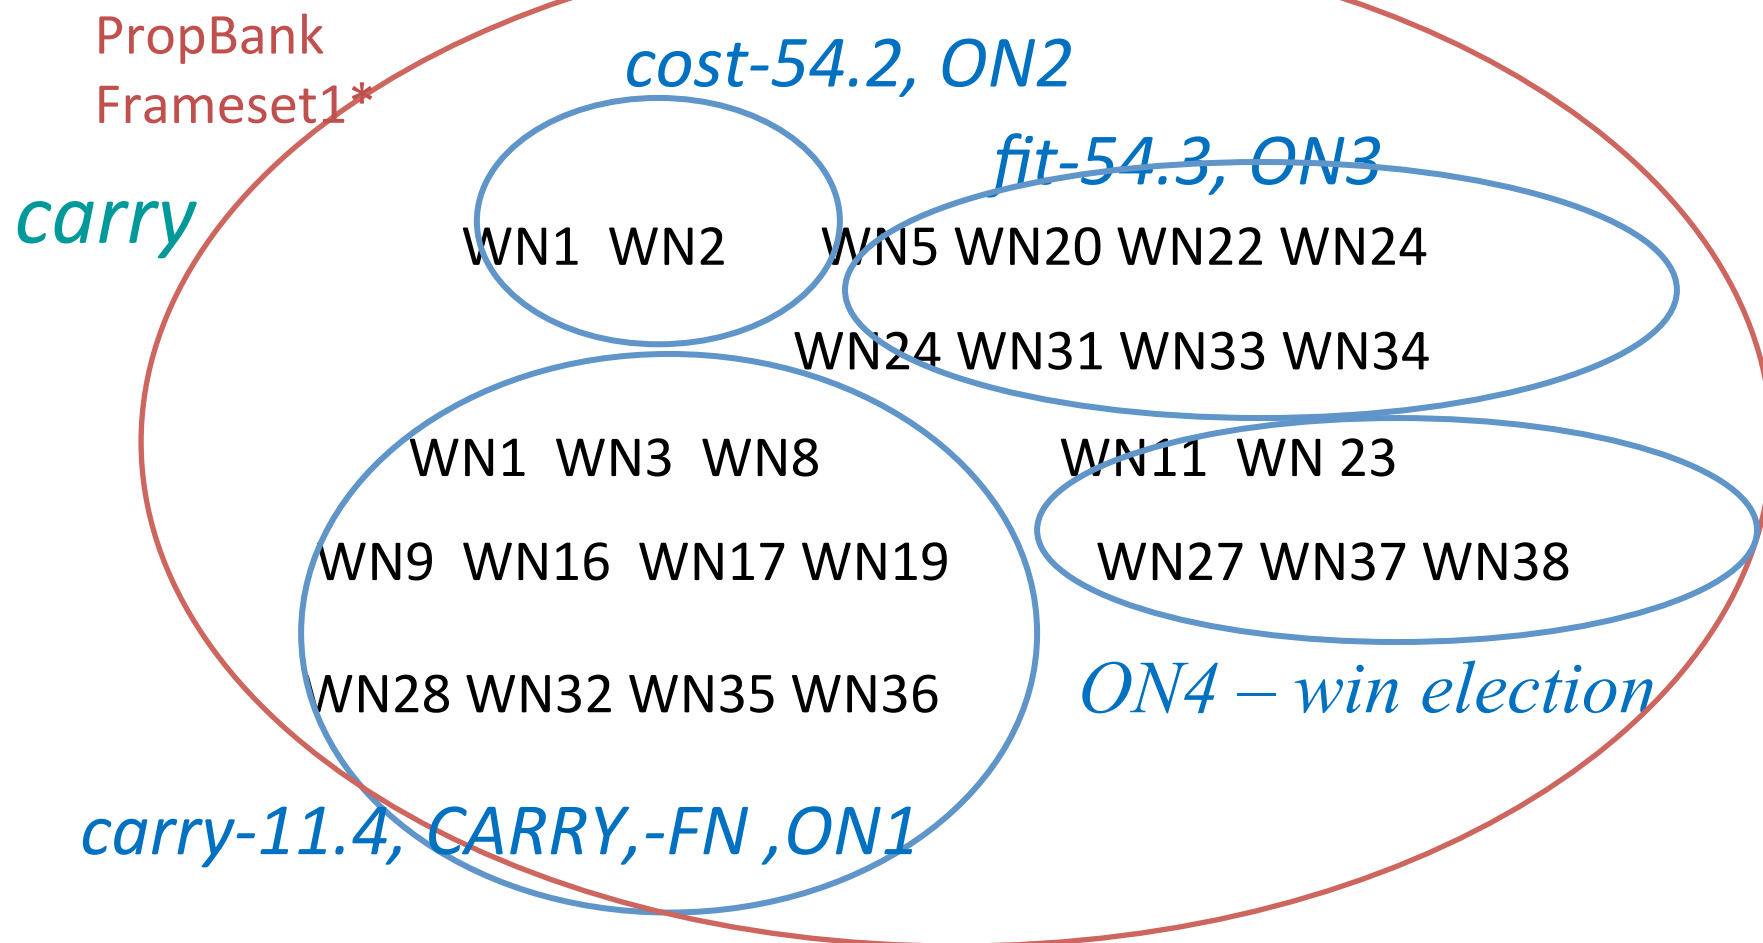 PropBank
Frameset1*
cost-54.2, ON2
fit-54.3, ON3
carry
WN1 WN2 WN5 WN20 WN22 WN24
WN24 WN31 WN33 WN34
WN1 WN3 WN8 WN11 WN 23
WN9 WN16 WN17 WN19 WN27 WN37 WN38
WN28 WN32 WN35 WN36 ON4 – win election
carry-11.4, CARRY,-FN ,ON1